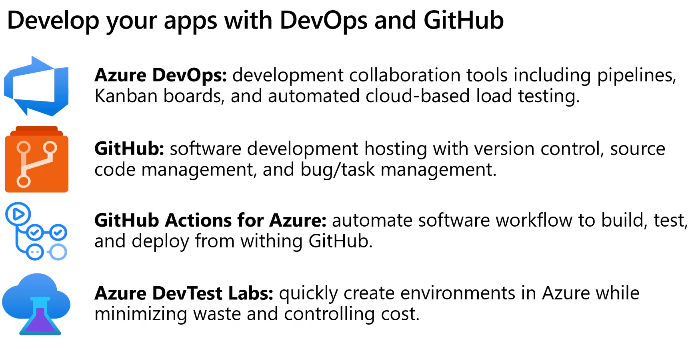 Develop your apps with DevOps and GitHub
Azure DevOps: development collaboration tools including pipelines,
Kanban boards, and automated cloud-based load testing.
GitHub: software development hosting with version control, source
code management, and bug/task management.
GitHub Actions for Azure: automate software workflow to build, test,
and deploy from withing GitHub.
Azure DevTest Labs: quickly create environments in Azure while
minimizing waste and controlling cost.